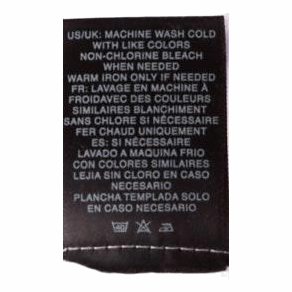 US/UK: MACHINE WASH COLD
WITH LIKE COLORS
NON-CHLORINE BLEACH
WHEN NEEDED
WARM IRON ONLY IF NEEDED
FR: LAVAGE EN MACHINE À
FROIDAVEC DES COULEURS
SIMILAIRES BLANCHIMENT
SANS CHLORE SI NÉCESSAIRE
FER CHAUD UNIQUEMENT
ES: SI NÉCESSAIRE
LAVADO A MAQUINA FRIO
CON COLORES SIMILARES
LEJIA SIN CLORO EN CASO
NECESARIO
PLANCHA TEMPLADA SOLO
EN CASO NECESARIO
40